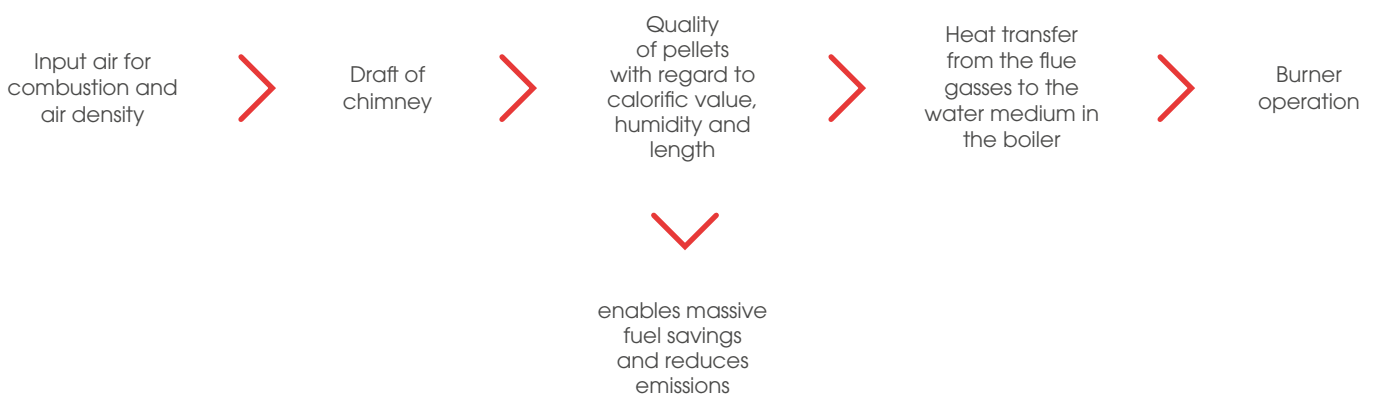 Input air for
combustion and
air density
Draft of
chimney
Quality
of pellets
with regard to
calorific value,
humidity and
length
Heat transfer
from the flue
gasses to the
water medium in
the boiler
Burner
operation
enables massive
fuel savings
and reduces
emissions